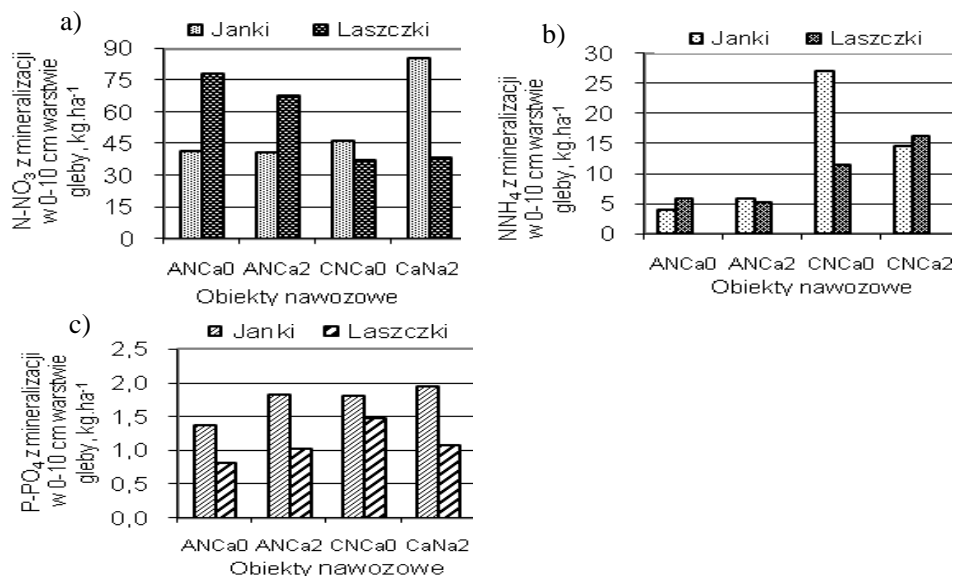 a)
Janki Laszczki
N-NO₃ z mineralizacji
w 0-10 cm warstwie
gleby, kg.ha⁻¹
90
75
60
45
30
15
0
ANCa0 ANCa2 CNCa0 CaNa2
Obiekty nawozowe
b)
Janki Laszczki
NNH₄ z mineralizacji
w 0-10 cm warstwie
gleby, kg.ha⁻¹
30
25
20
15
10
5
0
ANCa0 ANCa2 CNCa0 CNCa2
Obiekty nawozowe
c)
Janki Laszczki
P-PO₄ z mineralizacji
w 0-10 cm warstwie
gleby, kg.ha⁻¹
2,5
2,0
1,5
1,0
0,5
0,0
ANCa0 ANCa2 CNCa0 CaNa2
Obiekty nawozowe